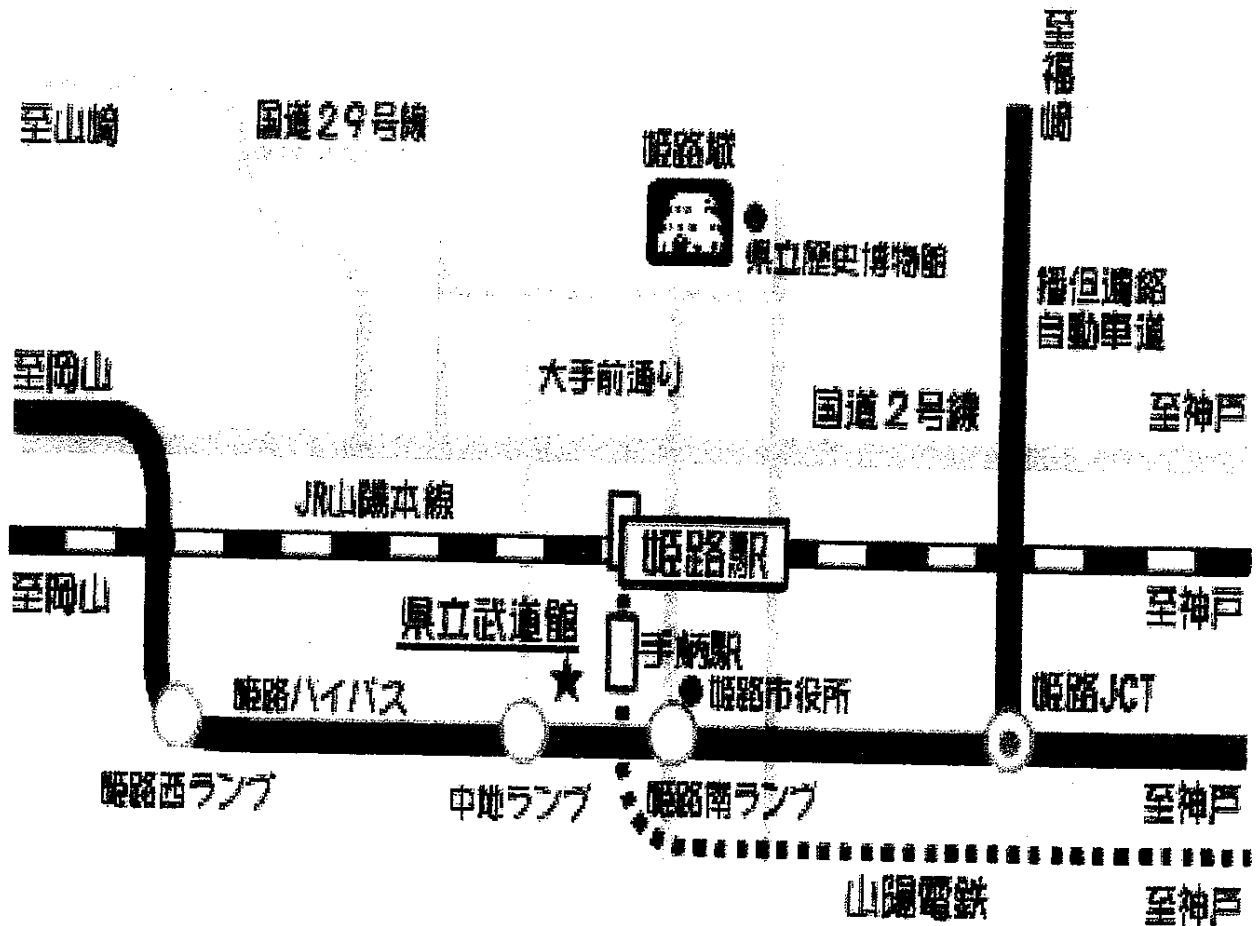 至福崎
至山崎
国道29号線
姫路城
県立歴史博物館
播但連絡
自動車道
至岡山
大手前通り
国道2号線
至神戸
JR山陽本線
姫路駅
至岡山
至神戸
県立武道館
手柄駅
姫路バイパス
姫路市役所
姫路JCT
姫路西ランプ
中地ランプ
姫路南ランプ
至神戸
山陽電鉄
至神戸